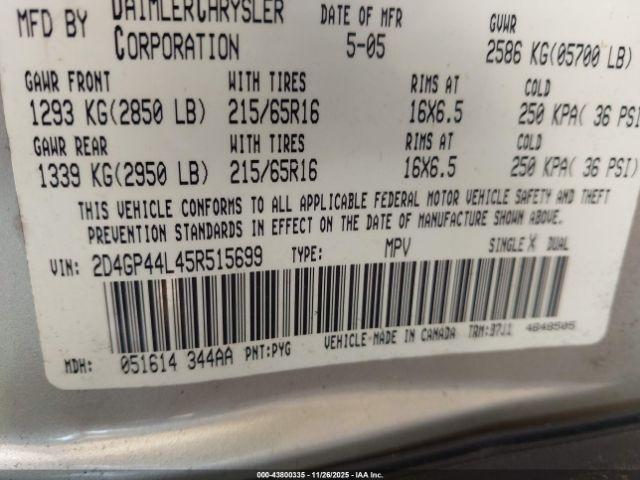 MFD BY DAIMLERCHRYSLER CORPORATION DATE OF MFR 5-05 GVWR 2586 KG(05700 LB)
GAWR FRONT WITH TIRES RIMS AT COLD
1293 KG(2850 LB) 215/65R16 16X6.5 250 KPA( 36 PSI
GAWR REAR WITH TIRES RIMS AT COLD
1339 KG(2950 LB) 215/65R16 16X6.5 250 KPA( 36 PSI)
THIS VEHICLE CONFORMS TO ALL APPLICABLE FEDERAL MOTOR VEHICLE SAFETY AND THEFT
PREVENTION STANDARDS IN EFFECT ON THE DATE OF MANUFACTURE SHOWN ABOVE.
VIN: 2D4GP44L45R515699 TYPE: MPV SINGLE X DUAL
MDH: 051614 344AA PNT:PYG VEHICLE MADE IN CANADA 4648505
000-43800335 - 11/26/2025 - IAA Inc.